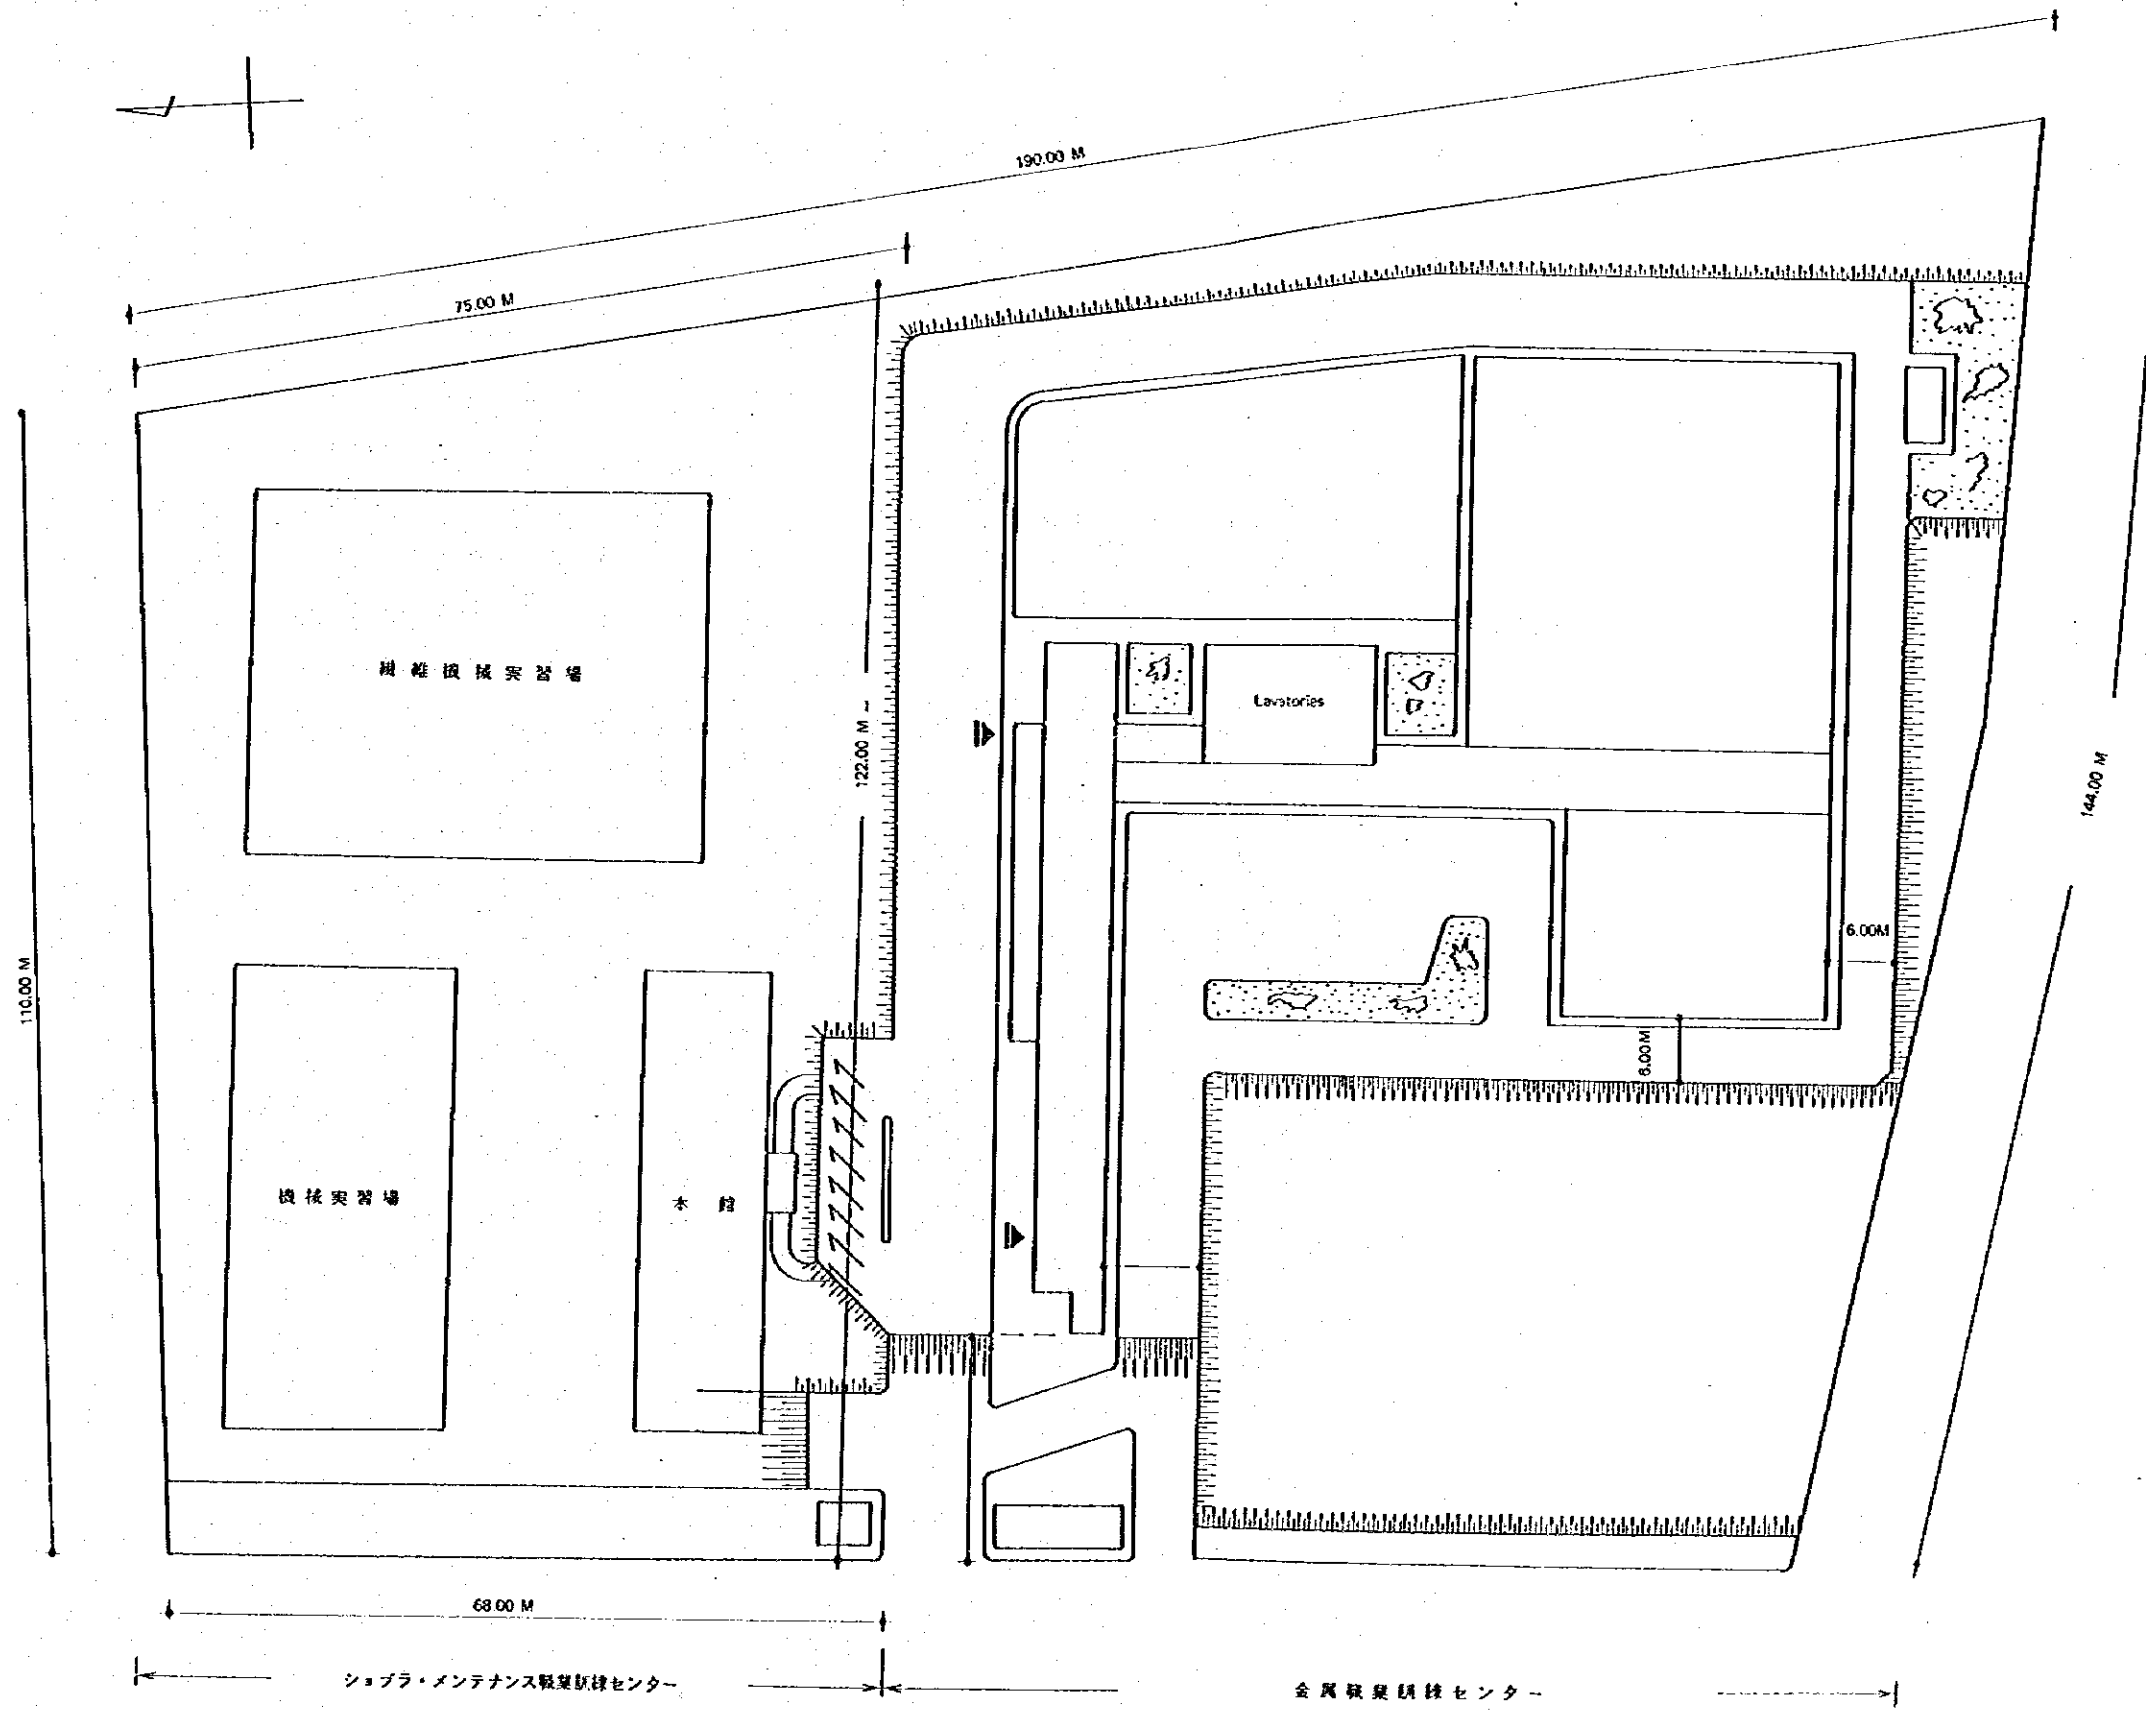 190.00 M
75.00 M
繊維機械実習場
Lavatories
122.00 M
144.00 M
6.00M
110.00 M
6.00M
機械実習場
本館
68.00 M
ショブラ・メンテナンス職業訓練センター
金属職業訓練センター